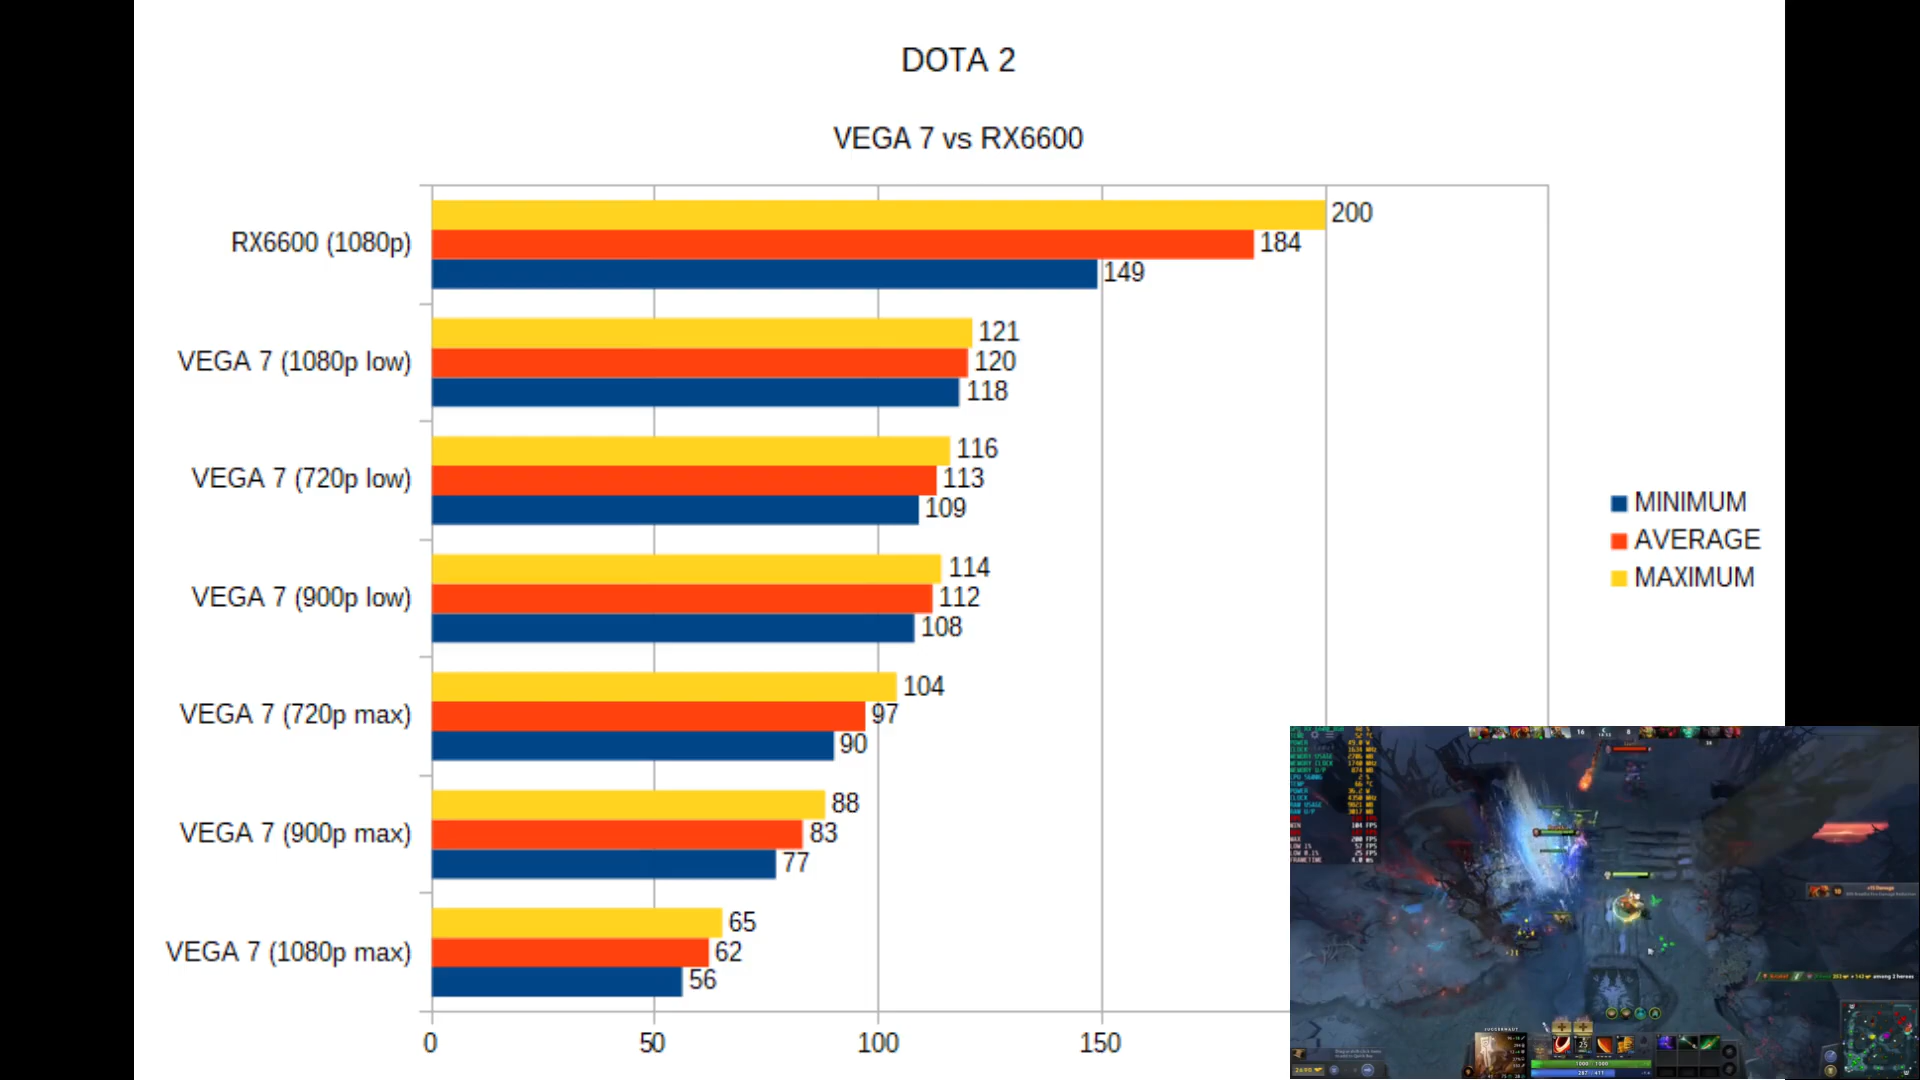 DOTA 2
VEGA 7 vs RX6600
RX6600 (1080p)
200
184
149
VEGA 7 (1080p low)
121
120
118
VEGA 7 (720p low)
116
113
109
VEGA 7 (900p low)
114
112
108
VEGA 7 (720p max)
104
97
90
VEGA 7 (900p max)
88
83
77
VEGA 7 (1080p max)
65
62
56
0
50
100
150
MINIMUM
AVERAGE
MAXIMUM
JUGGERNAUT
25